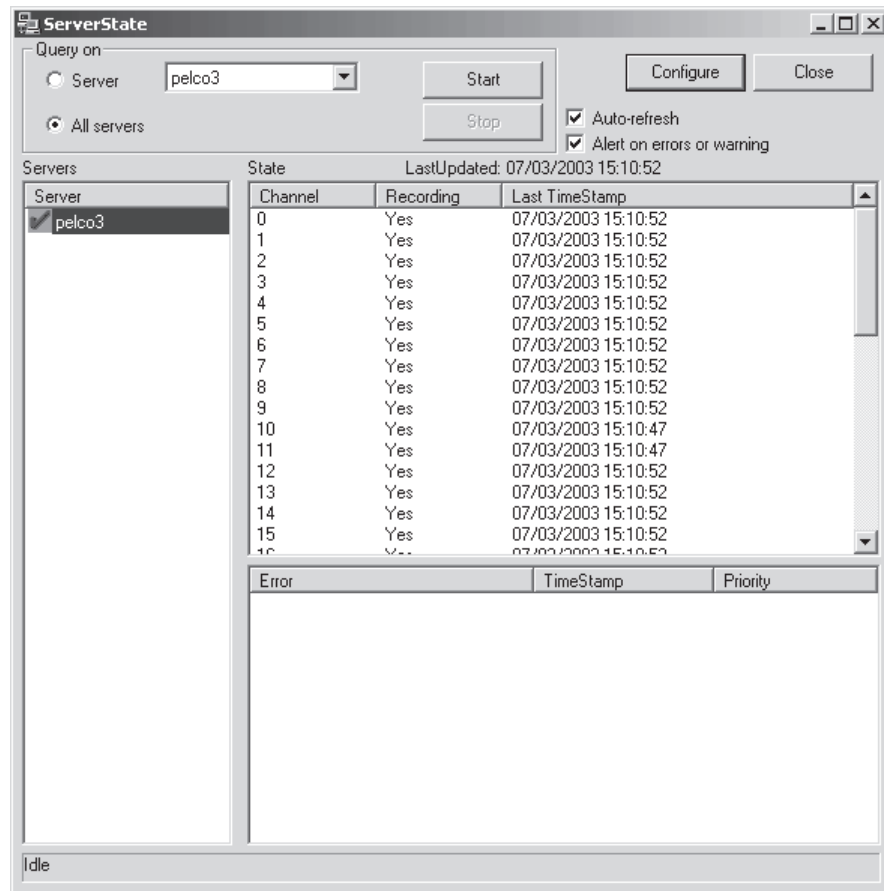 ServerState
Query on
Server pelco3 Start Configure Close
All servers Stop Auto-refresh
Alert on errors or warning
Servers State LastUpdated: 07/03/2003 15:10:52
Server Channel Recording Last TimeStamp
pelco3 0 Yes 07/03/2003 15:10:52
1 Yes 07/03/2003 15:10:52
2 Yes 07/03/2003 15:10:52
3 Yes 07/03/2003 15:10:52
4 Yes 07/03/2003 15:10:52
5 Yes 07/03/2003 15:10:52
6 Yes 07/03/2003 15:10:52
7 Yes 07/03/2003 15:10:52
8 Yes 07/03/2003 15:10:52
9 Yes 07/03/2003 15:10:52
10 Yes 07/03/2003 15:10:47
11 Yes 07/03/2003 15:10:47
12 Yes 07/03/2003 15:10:52
13 Yes 07/03/2003 15:10:52
14 Yes 07/03/2003 15:10:52
15 Yes 07/03/2003 15:10:52
Error TimeStamp Priority
Idle